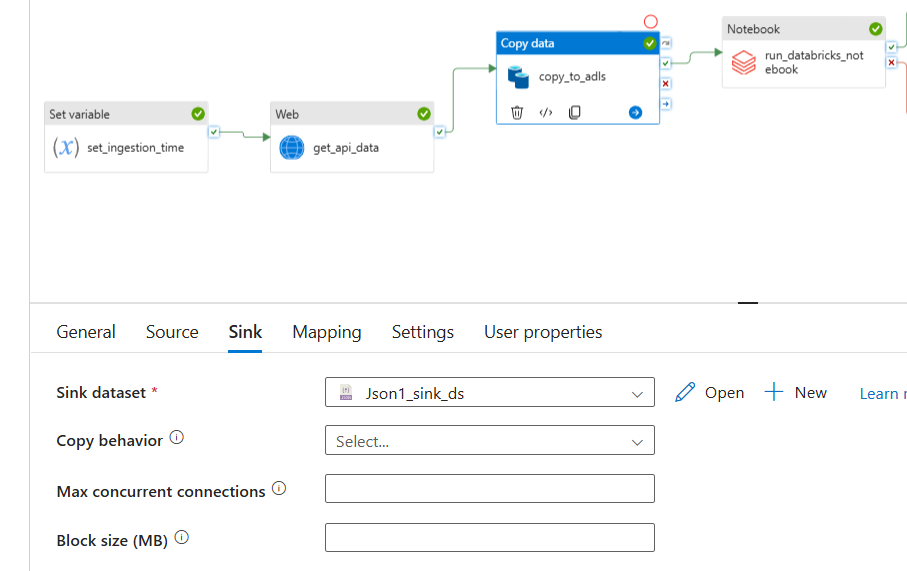 Set variable
(x) set_ingestion_time
Web
get_api_data
Copy data
copy_to_adls
Notebook
run_databricks_not
ebook
General Source Sink Mapping Settings User properties
Sink dataset * Json1_sink_ds Open New Learn
Copy behavior Select...
Max concurrent connections
Block size (MB)